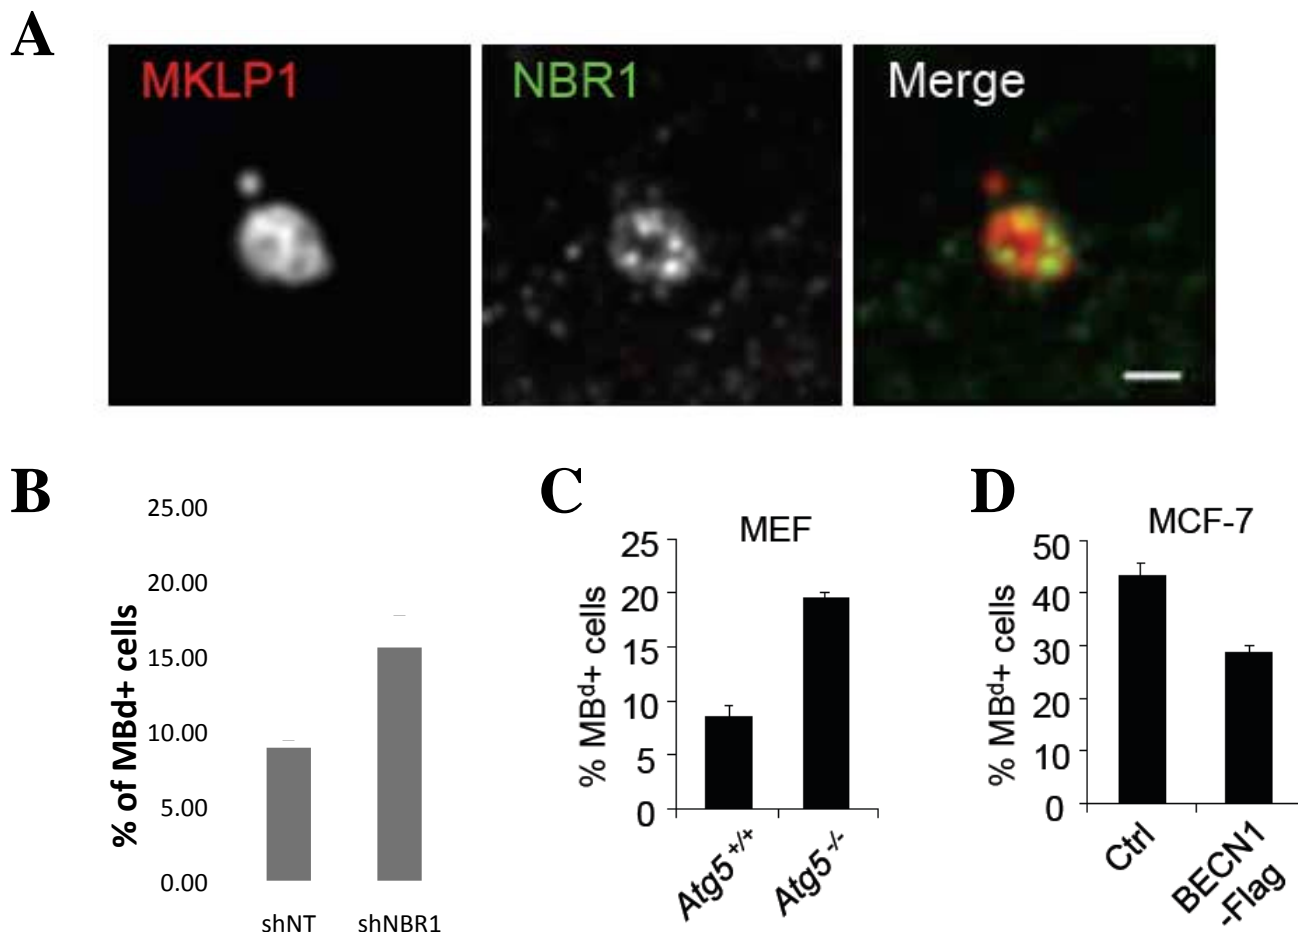 A
MKLP1
NBR1
Merge
B
% of MBd+ cells
25.00
20.00
15.00
10.00
5.00
0.00
shNT
shNBR1
C
MEF
% MBᵈ+ cells
25
20
15
10
5
0
Atg5⁺/⁺
Atg5⁻/⁻
D
MCF-7
% MBᵈ+ cells
50
40
30
20
10
0
Ctrl
BECN1
-Flag